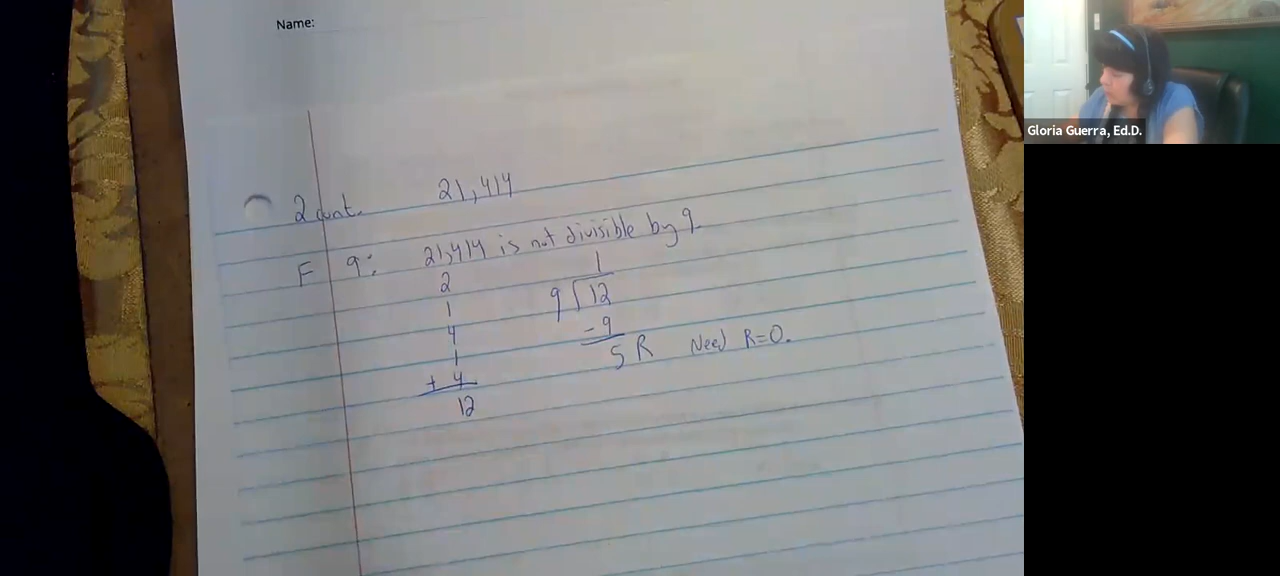 Name:
Gloria Guerra, Ed.D.
2 cont. 21,414
F 9: 21,414 is not divisible by 9.
2
1
4
1
+ 4
12
1
9 12
- 9
5 R Need R=0.